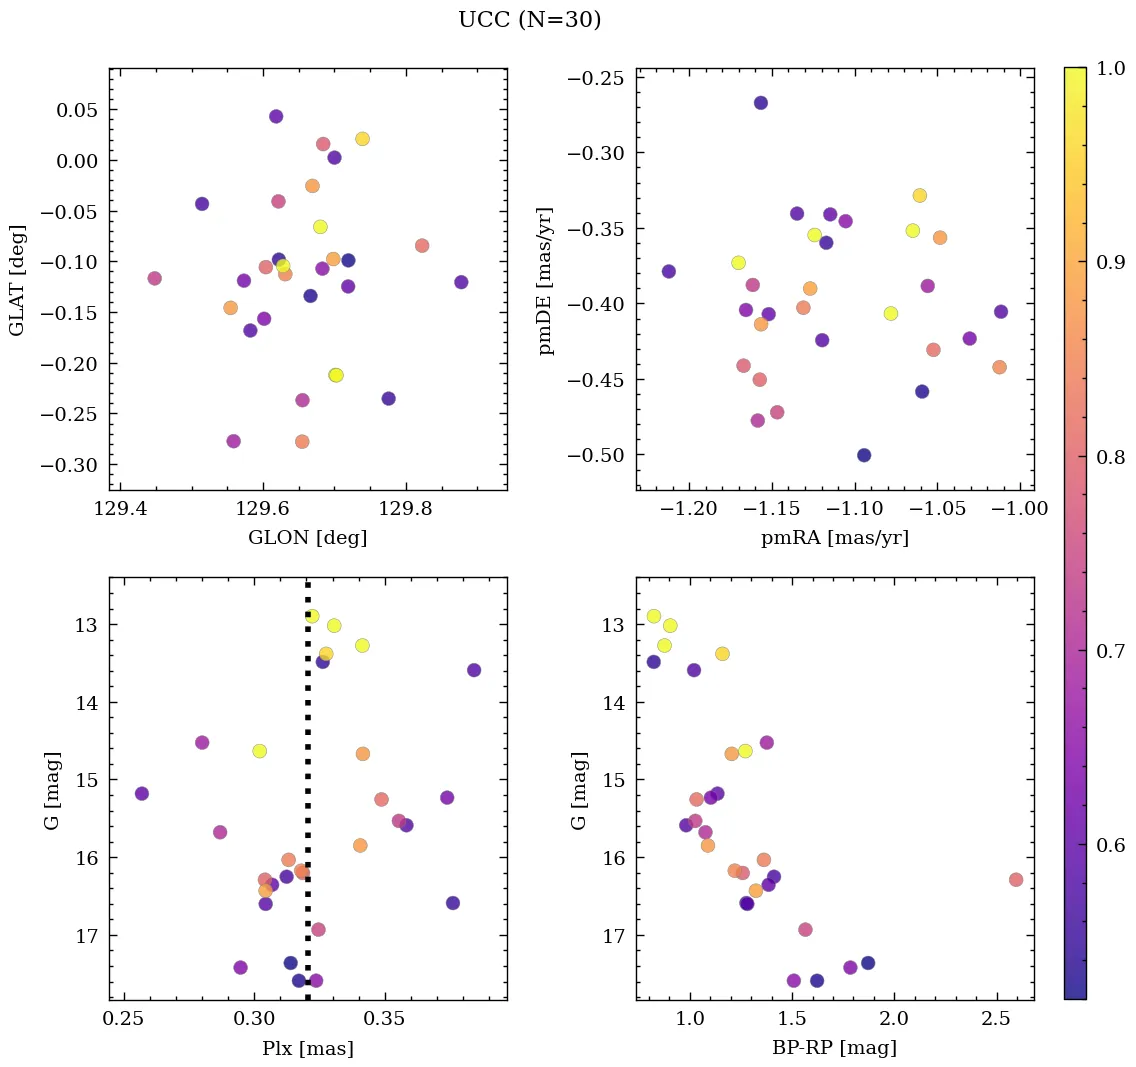 UCC (N=30)
0.05
0.00
−0.05
−0.10
−0.15
−0.20
−0.25
−0.30
GLAT [deg]
129.4 129.6 129.8
GLON [deg]
−0.25
−0.30
−0.35
−0.40
−0.45
−0.50
pmDE [mas/yr]
−1.20 −1.15 −1.10 −1.05 −1.00
pmRA [mas/yr]
13
14
15
16
17
G [mag]
0.25 0.30 0.35
Plx [mas]
13
14
15
16
17
G [mag]
1.0 1.5 2.0 2.5
BP-RP [mag]
1.0
0.9
0.8
0.7
0.6